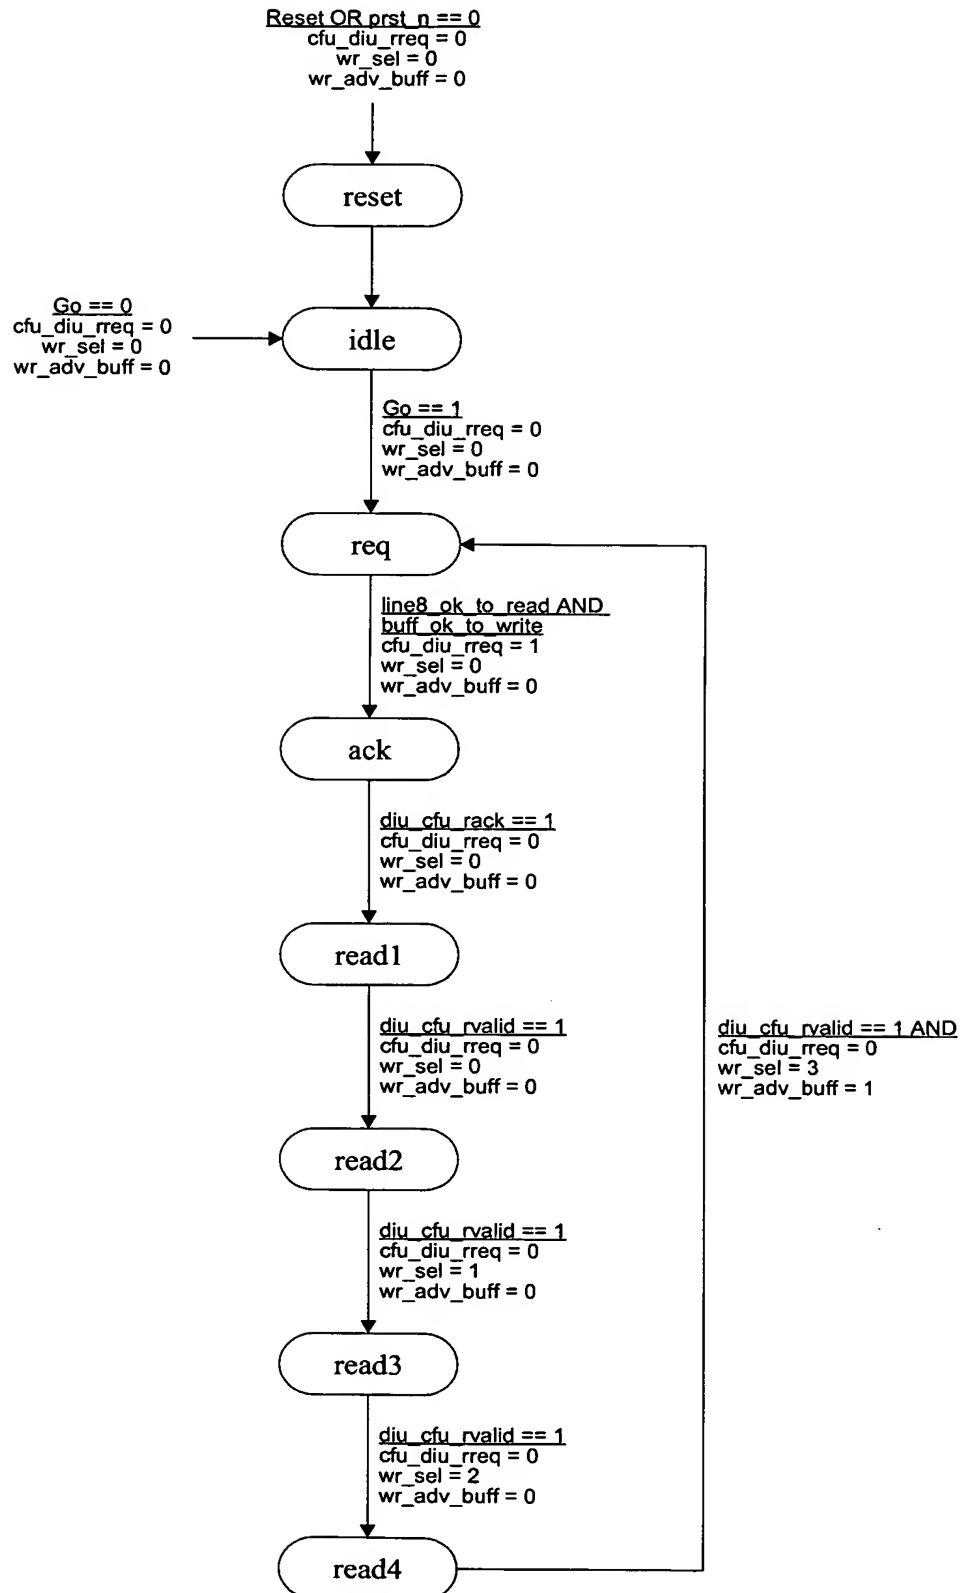 Reset OR prst_n == 0
cfu_diu_rreq = 0
wr_sel = 0
wr_adv_buff = 0
reset
Go == 0
cfu_diu_rreq = 0
wr_sel = 0
wr_adv_buff = 0
idle
Go == 1
cfu_diu_rreq = 0
wr_sel = 0
wr_adv_buff = 0
req
line8_ok_to_read AND
buff_ok_to_write
cfu_diu_rreq = 1
wr_sel = 0
wr_adv_buff = 0
ack
diu_cfu_rack == 1
cfu_diu_rreq = 0
wr_sel = 0
wr_adv_buff = 0
read1
diu_cfu_rvalid == 1
cfu_diu_rreq = 0
wr_sel = 0
wr_adv_buff = 0
diu_cfu_rvalid == 1 AND
cfu_diu_rreq = 0
wr_sel = 3
wr_adv_buff = 1
read2
diu_cfu_rvalid == 1
cfu_diu_rreq = 0
wr_sel = 1
wr_adv_buff = 0
read3
diu_cfu_rvalid == 1
cfu_diu_rreq = 0
wr_sel = 2
wr_adv_buff = 0
read4